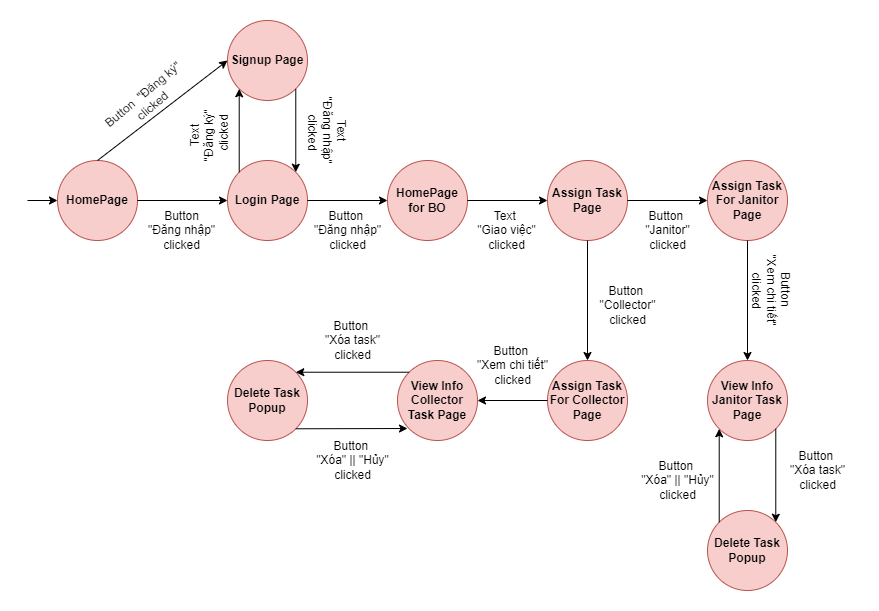 Signup Page
Button "Đăng ký"
clicked
Text
"Đăng ký"
clicked
Text
"Đăng nhập"
clicked
HomePage
Button
"Đăng nhập"
clicked
Login Page
Button
"Đăng nhập"
clicked
HomePage
for BO
Text
"Giao việc"
clicked
Assign Task
Page
Button
"Janitor"
clicked
Assign Task
For Janitor
Page
Button
"Collector"
clicked
Button
"Xem chi tiết"
clicked
Delete Task
Popup
Button
"Xóa task"
clicked
Button
"Xóa" || "Hủy"
clicked
View Info
Collector
Task Page
Button
"Xem chi tiết"
clicked
Assign Task
For Collector
Page
View Info
Janitor Task
Page
Button
"Xóa" || "Hủy"
clicked
Button
"Xóa task"
clicked
Delete Task
Popup